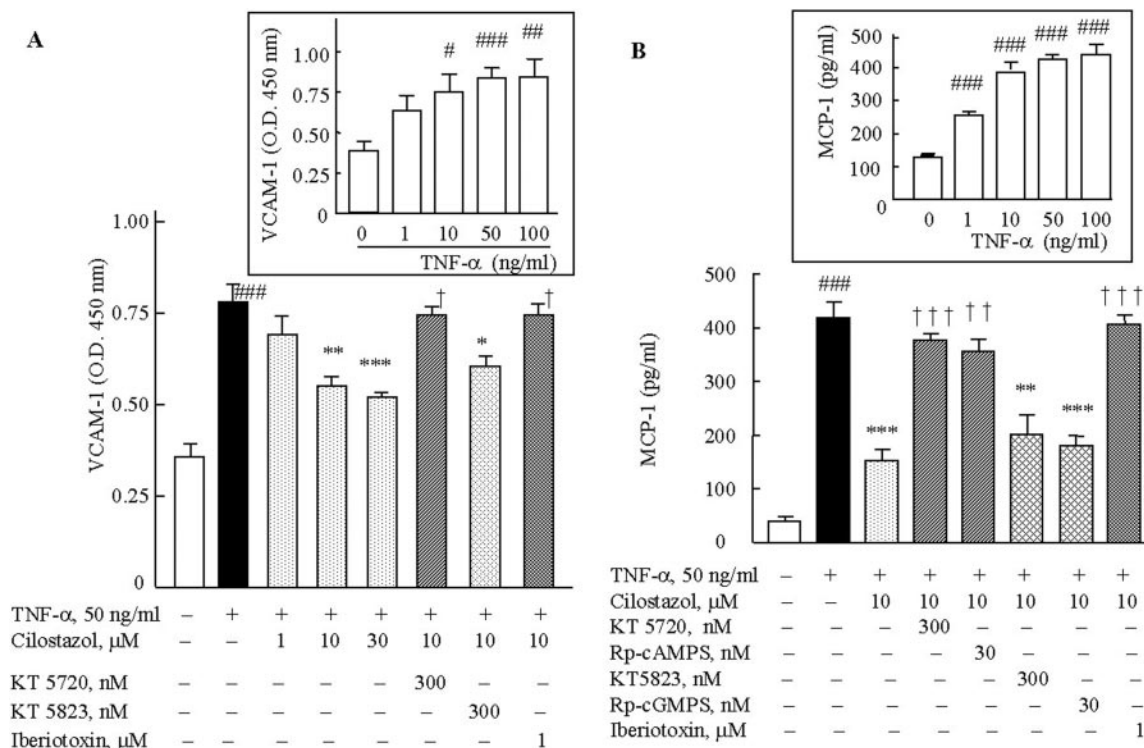 A
VCAM-1 (O.D. 450 nm)
1.00
0.75
0.50
0.25
0
# ### ##
0 1 10 50 100
TNF-α (ng/ml)
VCAM-1 (O.D. 450 nm)
1.00
0.75
0.50
0.25
0
### ** *** † * †
TNF-α, 50 ng/ml – + + + + + + +
Cilostazol, μM – – 1 10 30 10 10 10
KT 5720, nM – – – – – 300 – –
KT 5823, nM – – – – – – 300 –
Iberiotoxin, μM – – – – – – – 1
B
MCP-1 (pg/ml)
500
400
300
200
100
0
### ### ### ###
0 1 10 50 100
TNF-α (ng/ml)
MCP-1 (pg/ml)
500
400
300
200
100
0
### *** ††† †† ** *** †††
TNF-α, 50 ng/ml – + + + + + + +
Cilostazol, μM – – 10 10 10 10 10 10
KT 5720, nM – – – 300 – – – –
Rp-cAMPS, nM – – – – 30 – – –
KT5823, nM – – – – – 300 – –
Rp-cGMPS, nM – – – – – – 30 –
Iberiotoxin, μM – – – – – – – 1